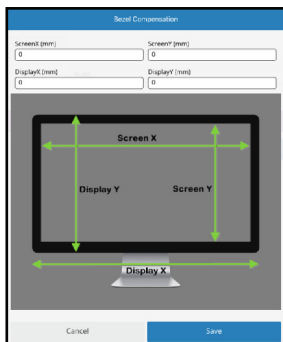 Bezel Compensation
ScreenX (mm) ScreenY (mm)
0 0
DisplayX (mm) DisplayY (mm)
0 0
Screen X
Display Y Screen Y
Display X
Cancel Save